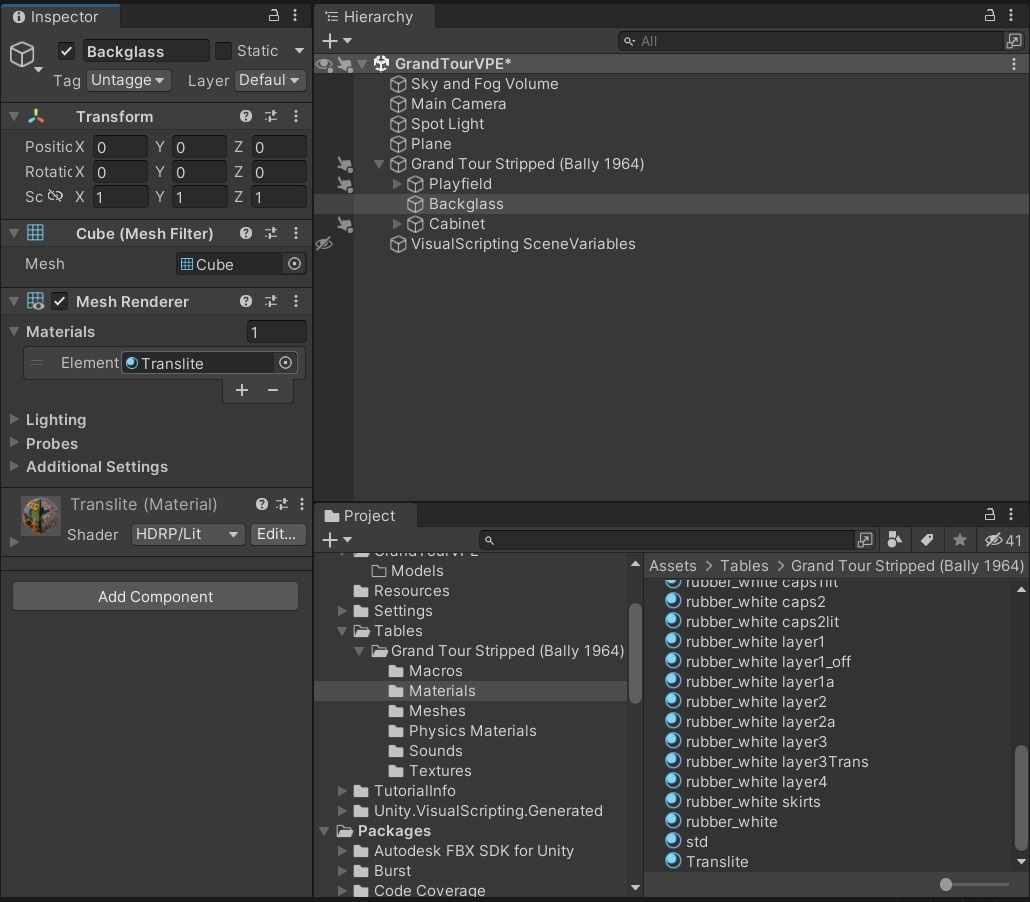 Inspector
Backglass
Static
Tag Untagge
Layer Defaul
Transform
Positic X 0 Y 0 Z 0
Rotatic X 0 Y 0 Z 0
Sc X 1 Y 1 Z 1
Cube (Mesh Filter)
Mesh Cube
Mesh Renderer
Materials 1
Element Translite
Lighting
Probes
Additional Settings
Translite (Material)
Shader HDRP/Lit Edit...
Add Component
Hierarchy
All
GrandTourVPE*
Sky and Fog Volume
Main Camera
Spot Light
Plane
Grand Tour Stripped (Bally 1964)
Playfield
Backglass
Cabinet
VisualScripting SceneVariables
Project
41
GrandTourVPE
Models
Resources
Settings
Tables
Grand Tour Stripped (Bally 1964)
Macros
Materials
Meshes
Physics Materials
Sounds
Textures
TutorialInfo
Unity.VisualScripting.Generated
Packages
Autodesk FBX SDK for Unity
Burst
Code Coverage
Assets > Tables > Grand Tour Stripped (Bally 1964)
rubber_white caps1lit
rubber_white caps2
rubber_white caps2lit
rubber_white layer1
rubber_white layer1_off
rubber_white layer1a
rubber_white layer2
rubber_white layer2a
rubber_white layer3
rubber_white layer3Trans
rubber_white layer4
rubber_white skirts
rubber_white
std
Translite